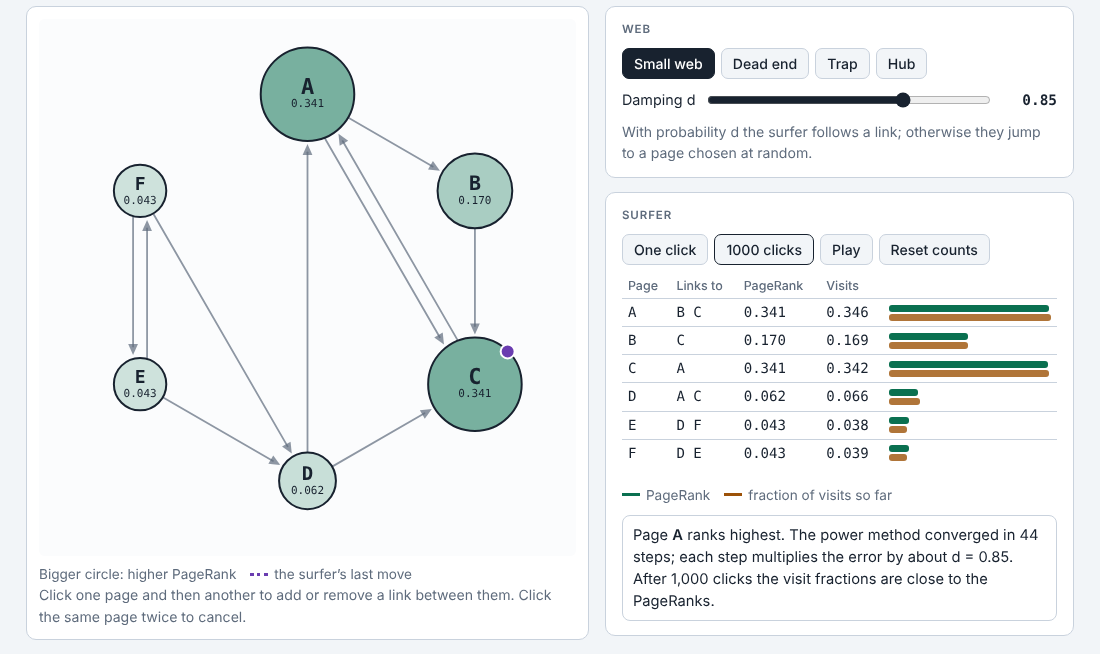 A
0.341
F
0.043
B
0.170
E
0.043
C
0.341
D
0.062
Bigger circle: higher PageRank the surfer's last move
Click one page and then another to add or remove a link between them. Click
the same page twice to cancel.
WEB
Small web Dead end Trap Hub
Damping d 0.85
With probability d the surfer follows a link; otherwise they jump
to a page chosen at random.
SURFER
One click 1000 clicks Play Reset counts
Page Links to PageRank Visits
A B C 0.341 0.346
B C 0.170 0.169
C A 0.341 0.342
D A C 0.062 0.066
E D F 0.043 0.038
F D E 0.043 0.039
PageRank fraction of visits so far
Page A ranks highest. The power method converged in 44
steps; each step multiplies the error by about d = 0.85.
After 1,000 clicks the visit fractions are close to the
PageRanks.